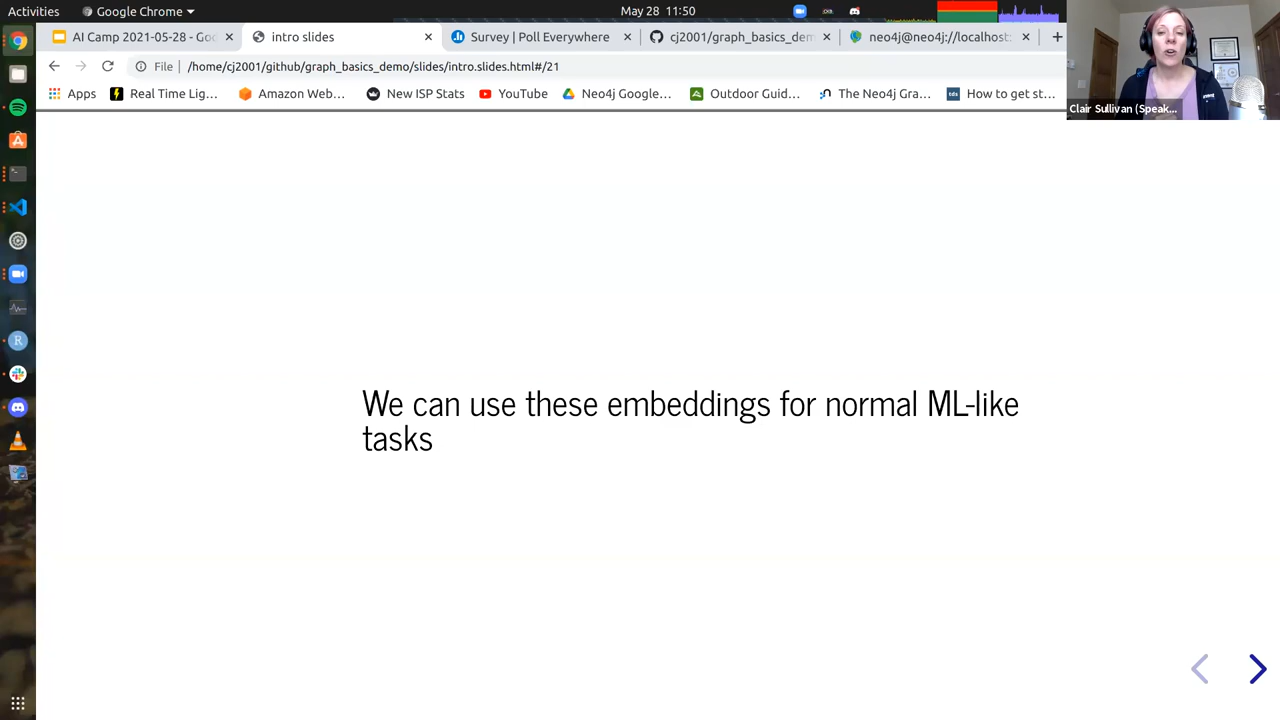 Activities
Google Chrome
May 28 11:50
AI Camp 2021-05-28 - Goo
intro slides
Survey | Poll Everywhere
cj2001/graph_basics_dem
neo4j@neo4j://localhost:
File | /home/cj2001/github/graph_basics_demo/slides/intro.slides.html#/21
Apps
Real Time Lig...
Amazon Web...
New ISP Stats
YouTube
Neo4j Google...
Outdoor Guid...
The Neo4j Gra...
How to get st...
Clair Sullivan (Speak...
We can use these embeddings for normal ML-like
tasks